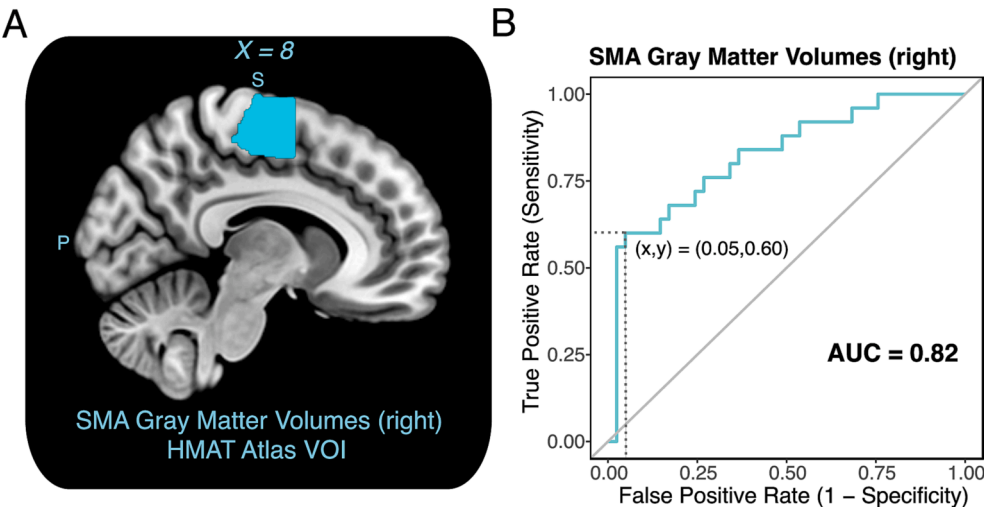 A
X = 8
S
P
SMA Gray Matter Volumes (right)
HMAT Atlas VOI
B
SMA Gray Matter Volumes (right)
True Positive Rate (Sensitivity)
1.00
0.75
0.50
0.25
0.00
(x,y) = (0.05,0.60)
AUC = 0.82
0.00 0.25 0.50 0.75 1.00
False Positive Rate (1 − Specificity)